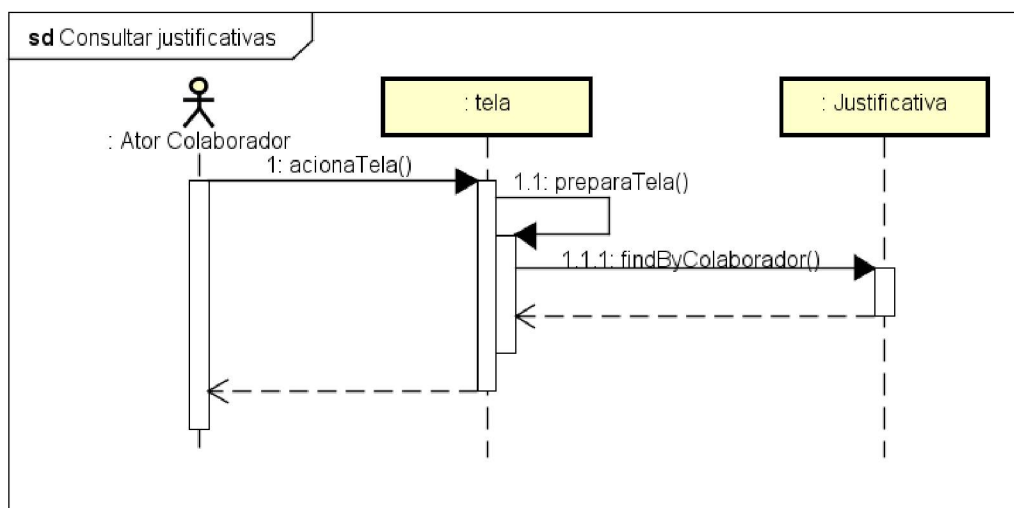 sd Consultar justificativas
: Ator Colaborador
: tela
: Justificativa
1: acionaTela()
1.1: preparaTela()
1.1.1: findByColaborador()